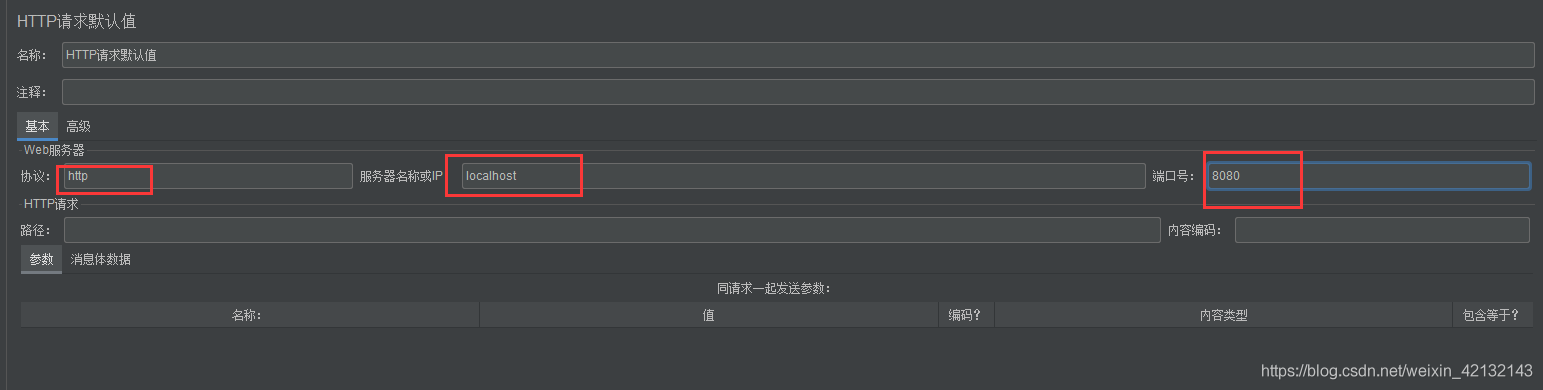 HTTP请求默认值
名称： HTTP请求默认值
注释：
基本 高级
Web服务器
协议： http 服务器名称或IP localhost 端口号： 8080
HTTP请求
路径： 内容编码：
参数 消息体数据
同请求一起发送参数：
名称： 值 编码？ 内容类型 包含等于？
https://blog.csdn.net/weixin_42132143